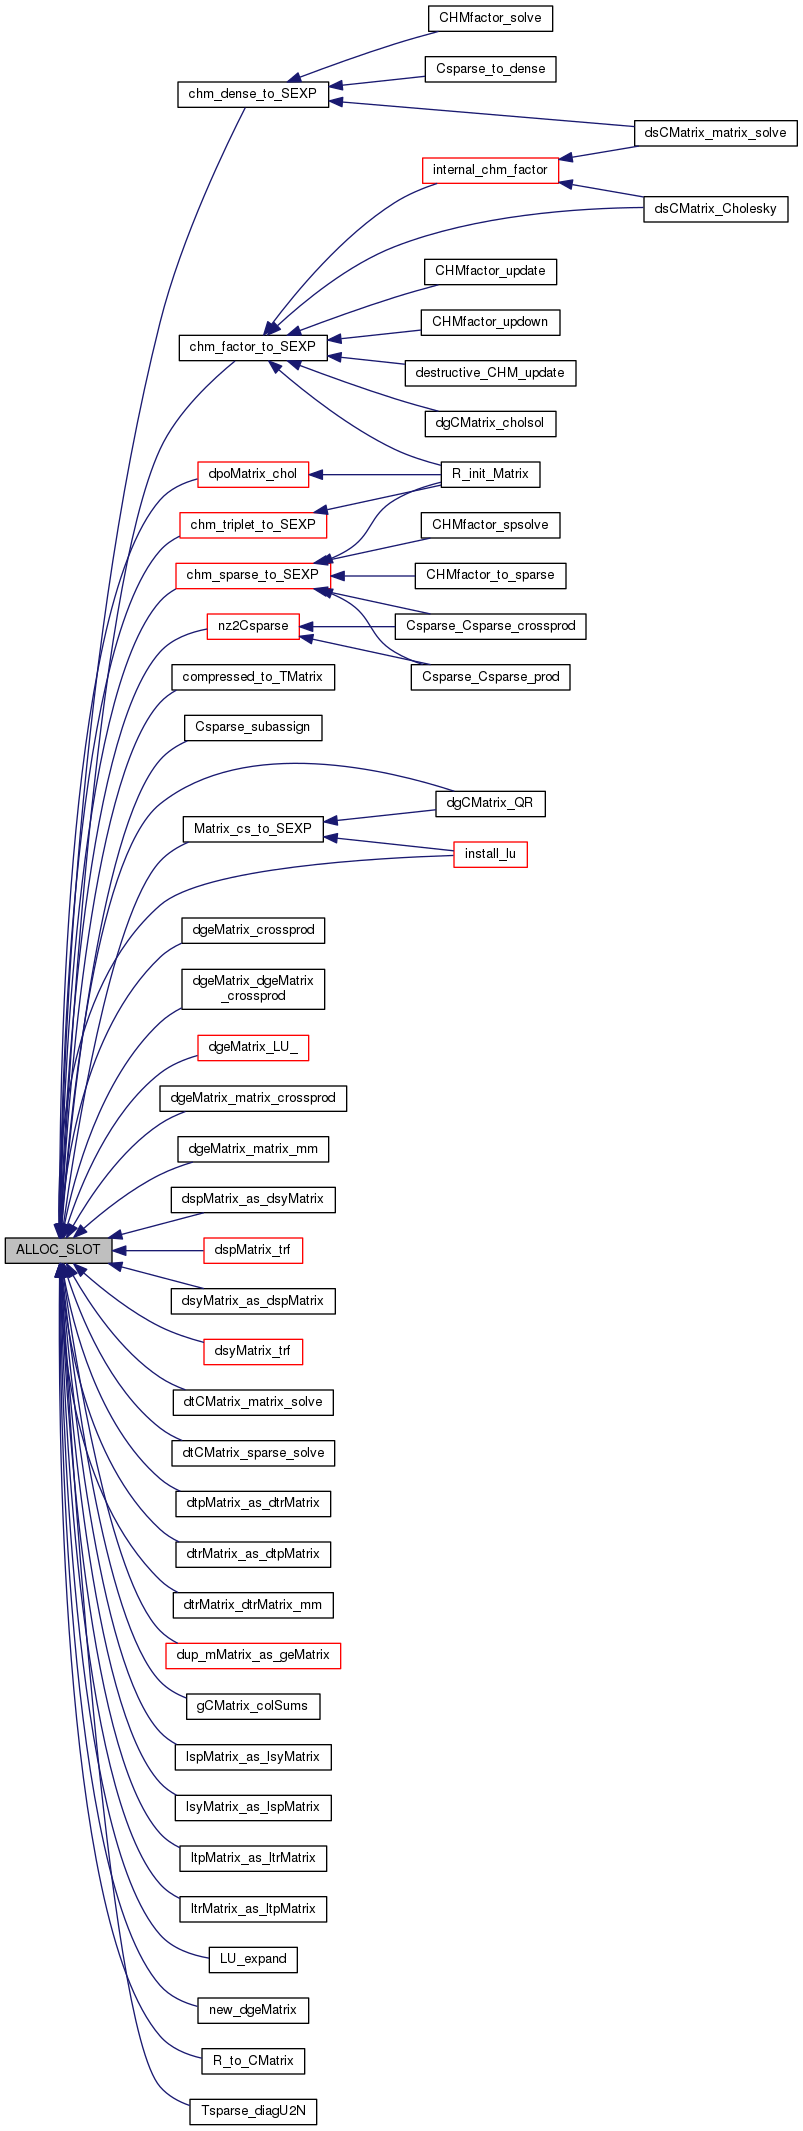 CHMfactor_solve
Csparse_to_dense
chm_dense_to_SEXP
dsCMatrix_matrix_solve
internal_chm_factor
dsCMatrix_Cholesky
CHMfactor_update
CHMfactor_updown
chm_factor_to_SEXP
destructive_CHM_update
dgCMatrix_cholsol
dpoMatrix_chol
R_init_Matrix
chm_triplet_to_SEXP
CHMfactor_spsolve
chm_sparse_to_SEXP
CHMfactor_to_sparse
nz2Csparse
Csparse_Csparse_crossprod
compressed_to_TMatrix
Csparse_Csparse_prod
Csparse_subassign
dgCMatrix_QR
Matrix_cs_to_SEXP
install_lu
dgeMatrix_crossprod
dgeMatrix_dgeMatrix
_crossprod
dgeMatrix_LU_
dgeMatrix_matrix_crossprod
dgeMatrix_matrix_mm
dspMatrix_as_dsyMatrix
ALLOC_SLOT
dspMatrix_trf
dsyMatrix_as_dspMatrix
dsyMatrix_trf
dtCMatrix_matrix_solve
dtCMatrix_sparse_solve
dtpMatrix_as_dtrMatrix
dtrMatrix_as_dtpMatrix
dtrMatrix_dtrMatrix_mm
dup_mMatrix_as_geMatrix
gCMatrix_colSums
lspMatrix_as_lsyMatrix
lsyMatrix_as_lspMatrix
ltpMatrix_as_ltrMatrix
ltrMatrix_as_ltpMatrix
LU_expand
new_dgeMatrix
R_to_CMatrix
Tsparse_diagU2N